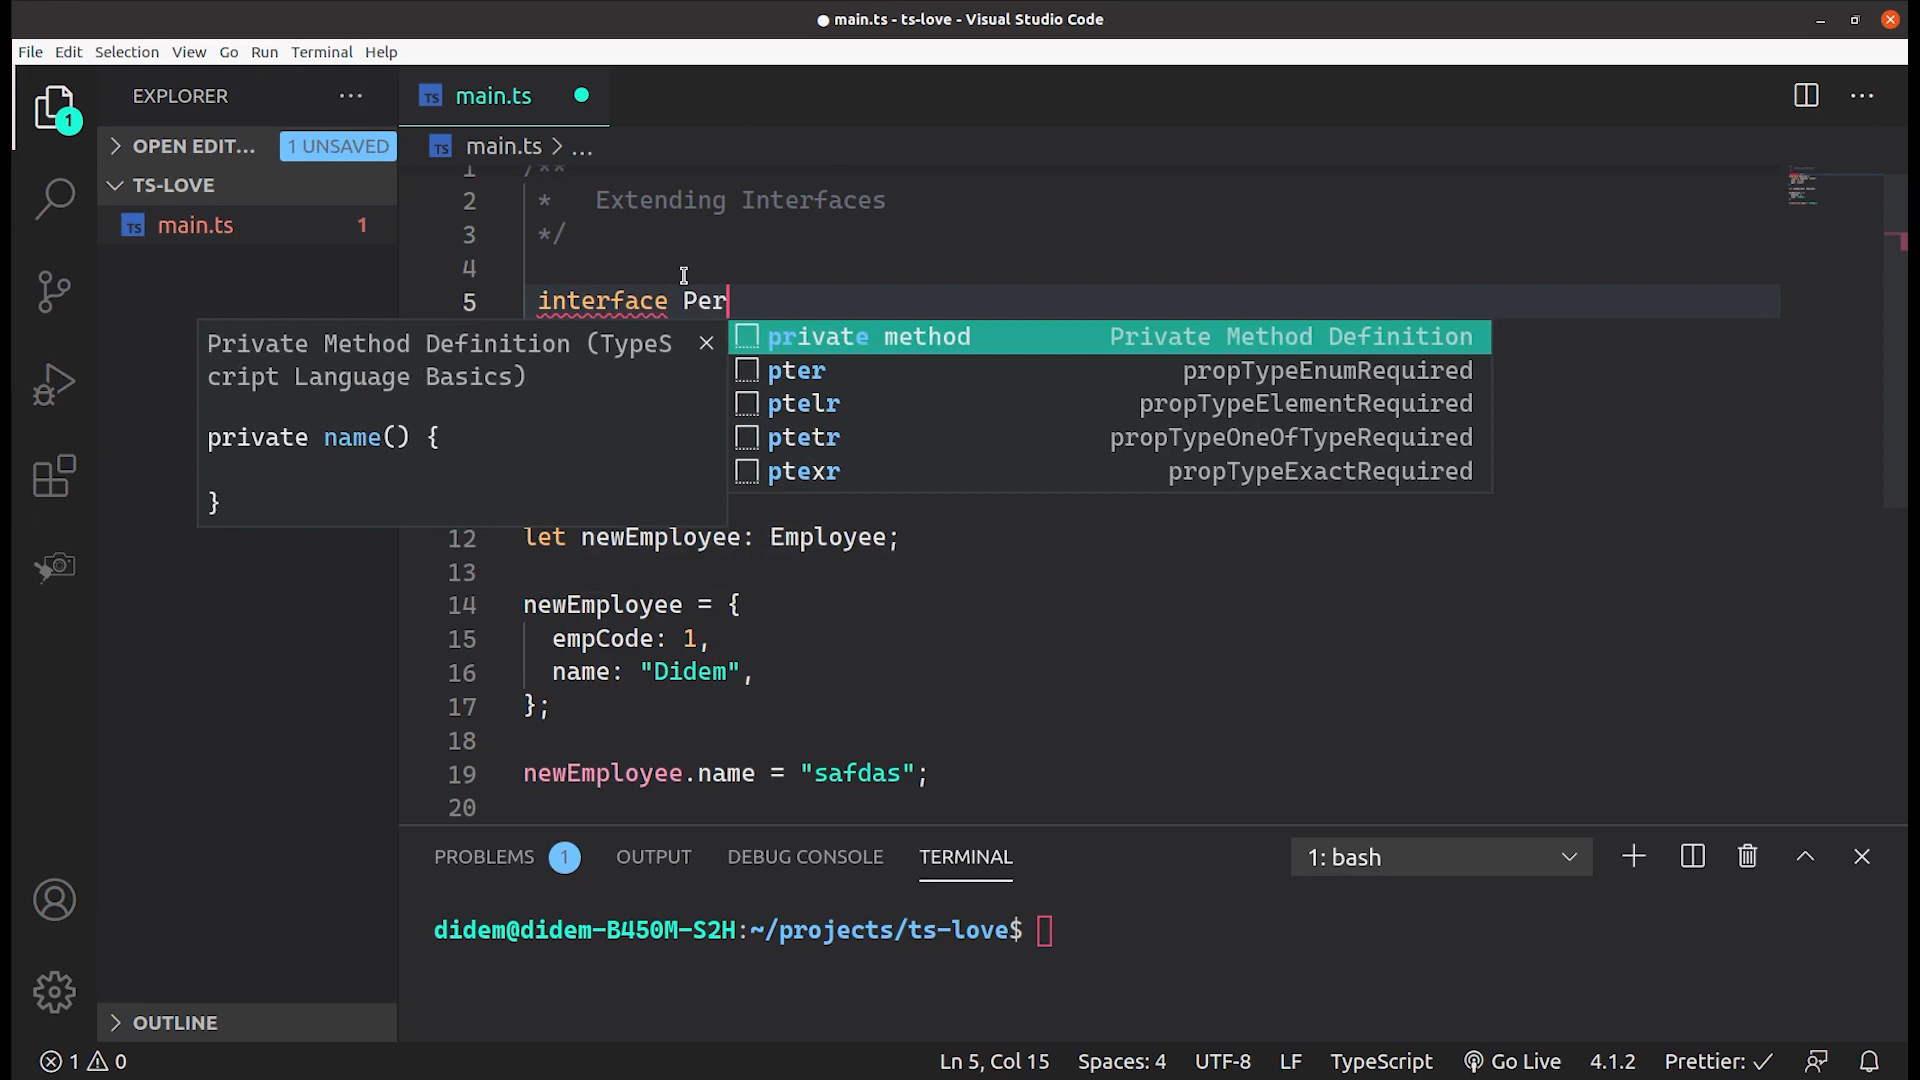 main.ts - ts-love - Visual Studio Code
File Edit Selection View Go Run Terminal Help
EXPLORER
OPEN EDIT... 1 UNSAVED
TS-LOVE
TS main.ts 1
OUTLINE
TS main.ts
TS main.ts > ...
1 /**
2 * Extending Interfaces
3 */
4
5 interface Per
Private Method Definition (TypeS
cript Language Basics)
private name() {
}
private method Private Method Definition
pter propTypeEnumRequired
ptelr propTypeElementRequired
ptetr propTypeOneOfTypeRequired
ptexr propTypeExactRequired
12 let newEmployee: Employee;
13
14 newEmployee = {
15 empCode: 1,
16 name: "Didem",
17 };
18
19 newEmployee.name = "safdas";
20
PROBLEMS 1 OUTPUT DEBUG CONSOLE TERMINAL 1: bash
didem@didem-B450M-S2H:~/projects/ts-love$
1 0 Ln 5, Col 15 Spaces: 4 UTF-8 LF TypeScript Go Live 4.1.2 Prettier: ✓